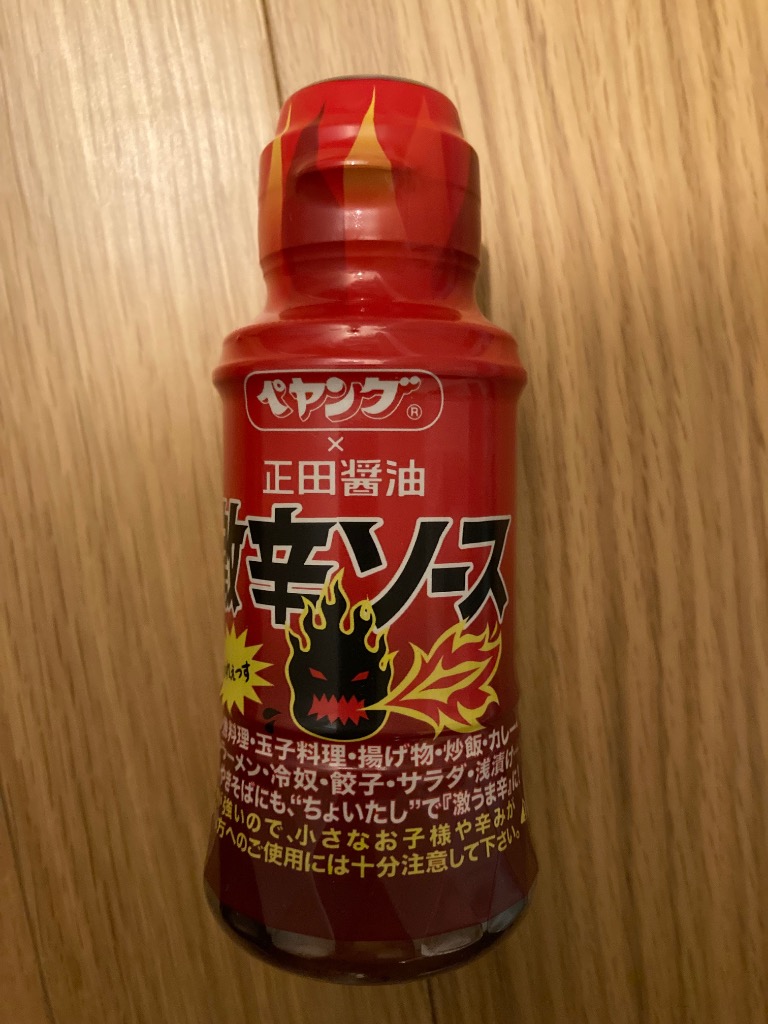 ペヤング®
×
正田醤油
激辛ソース
料理・玉子料理・揚げ物・炒飯・カレー
ラーメン・冷奴・餃子・サラダ・浅漬け
やきそばにも、“ちょいたし”で『激うま辛』に
強いので、小さなお子様や辛みが
方へのご使用には十分注意して下さい。